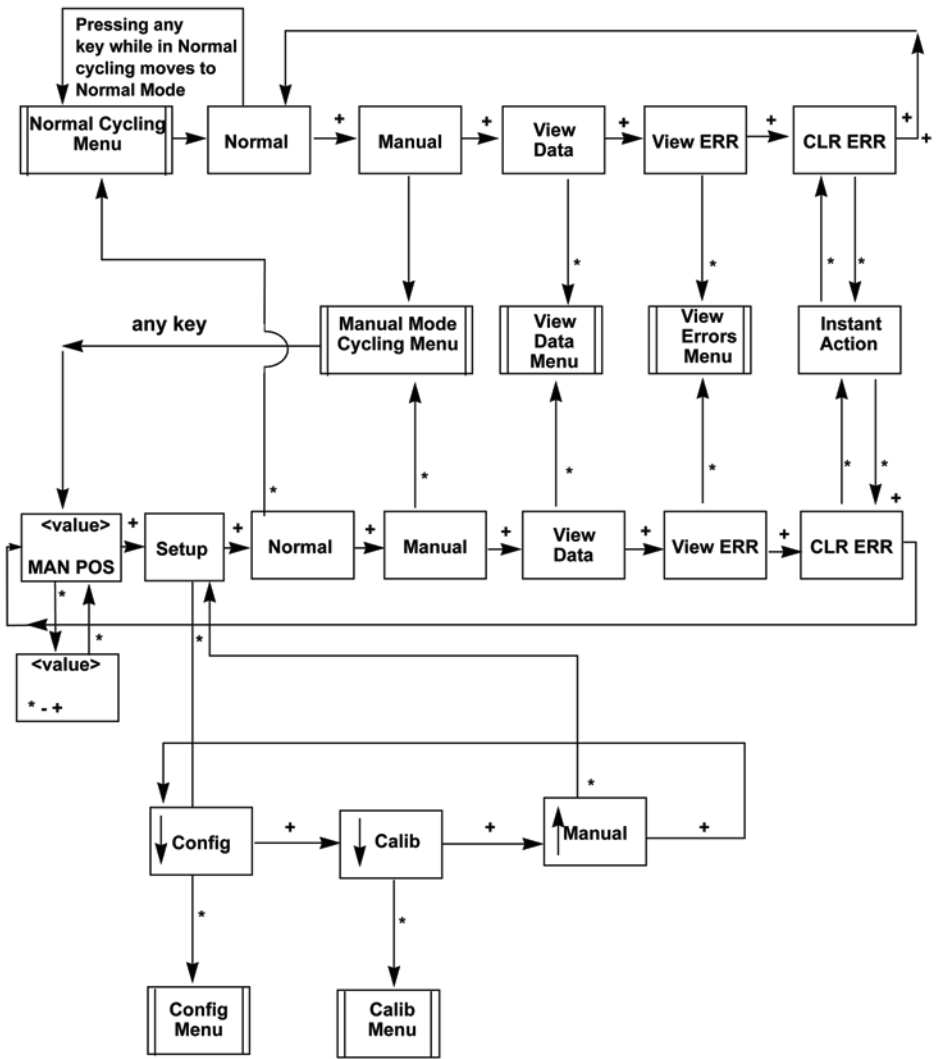 Pressing any
key while in Normal
cycling moves to
Normal Mode
Normal Cycling
Menu
Normal
+
Manual
+
View
Data
+
View ERR
+
CLR ERR
+
+
*
*
*
*
any key
Manual Mode
Cycling Menu
View
Data
Menu
View
Errors
Menu
Instant
Action
*
*
*
*
*
*
+
<value>
MAN POS
+
Setup
+
Normal
+
Manual
+
View
Data
+
View ERR
+
CLR ERR
*
*
*
<value>
* - +
*
Config
+
Calib
+
Manual
+
*
*
Config
Menu
Calib
Menu